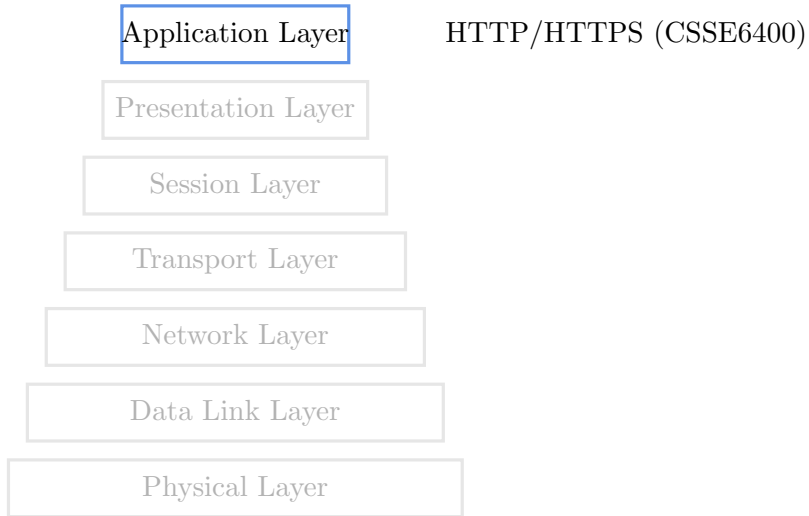 Application Layer HTTP/HTTPS (CSSE6400)
Presentation Layer
Session Layer
Transport Layer
Network Layer
Data Link Layer
Physical Layer